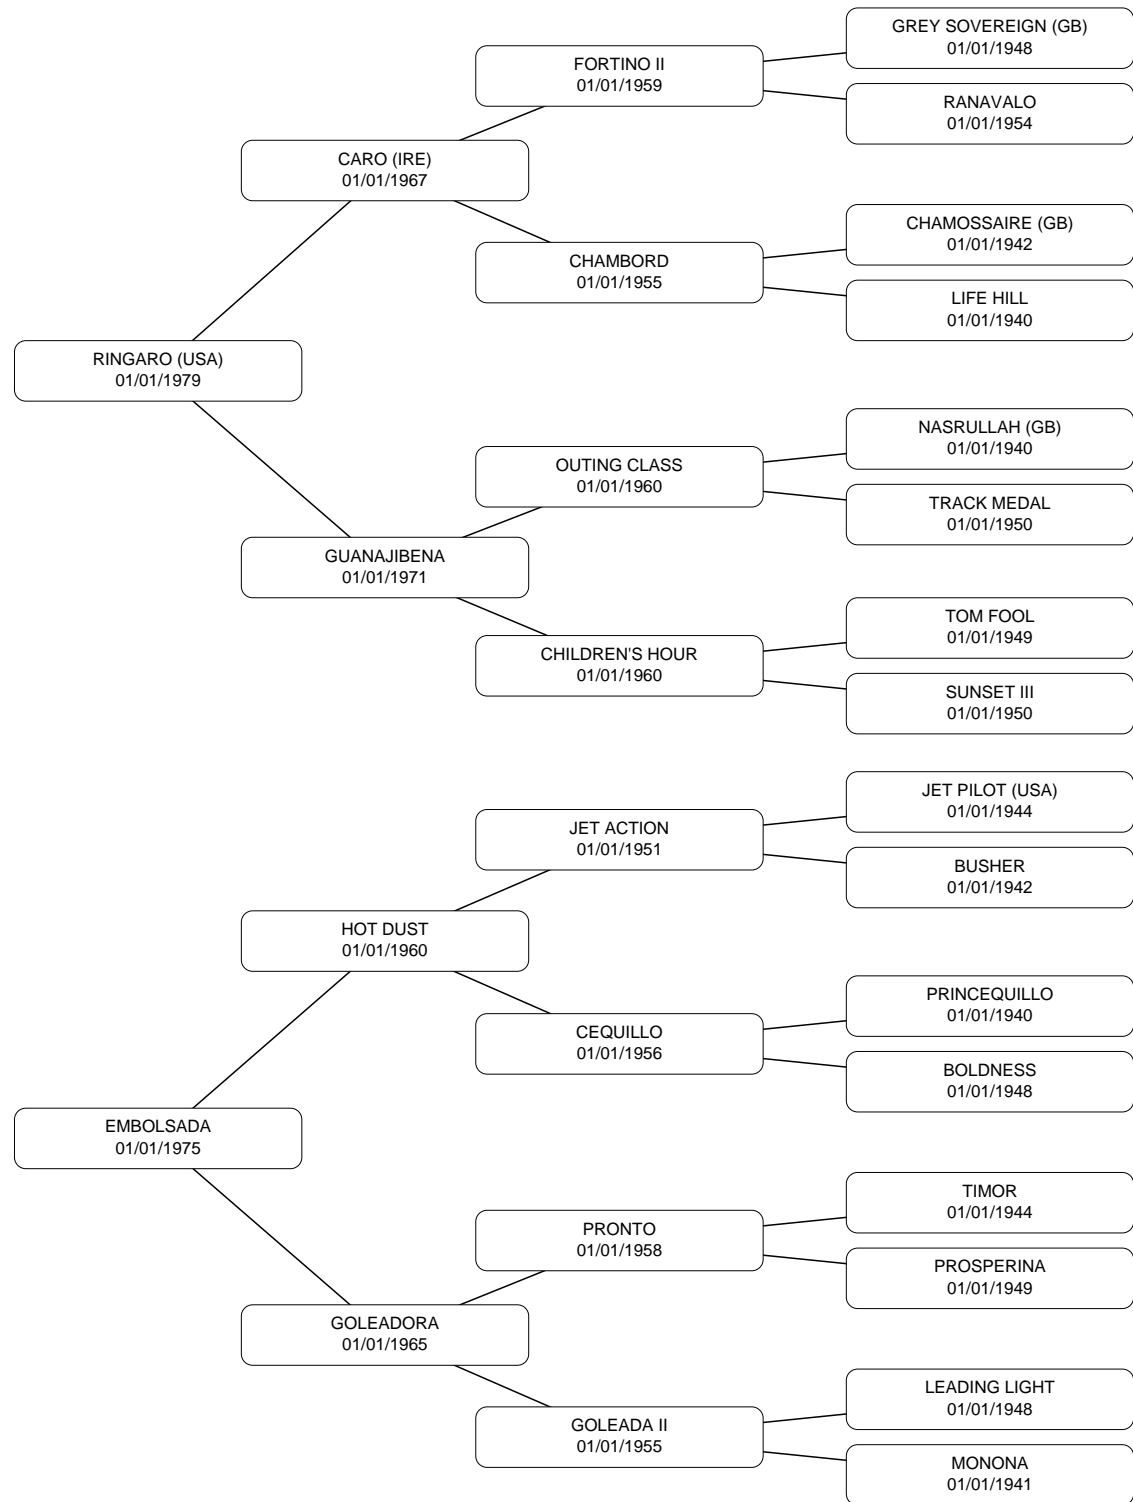 GREY SOVEREIGN (GB)
01/01/1948
FORTINO II
01/01/1959
RANAVALO
01/01/1954
CARO (IRE)
01/01/1967
CHAMOSSAIRE (GB)
01/01/1942
CHAMBORD
01/01/1955
LIFE HILL
01/01/1940
RINGARO (USA)
01/01/1979
NASRULLAH (GB)
01/01/1940
OUTING CLASS
01/01/1960
TRACK MEDAL
01/01/1950
GUANAJIBENA
01/01/1971
TOM FOOL
01/01/1949
CHILDREN'S HOUR
01/01/1960
SUNSET III
01/01/1950
JET PILOT (USA)
01/01/1944
JET ACTION
01/01/1951
BUSHER
01/01/1942
HOT DUST
01/01/1960
PRINCEQUILLO
01/01/1940
CEQUILLO
01/01/1956
BOLDNESS
01/01/1948
EMBOLSADA
01/01/1975
TIMOR
01/01/1944
PRONTO
01/01/1958
PROSPERINA
01/01/1949
GOLEADORA
01/01/1965
LEADING LIGHT
01/01/1948
GOLEADA II
01/01/1955
MONONA
01/01/1941